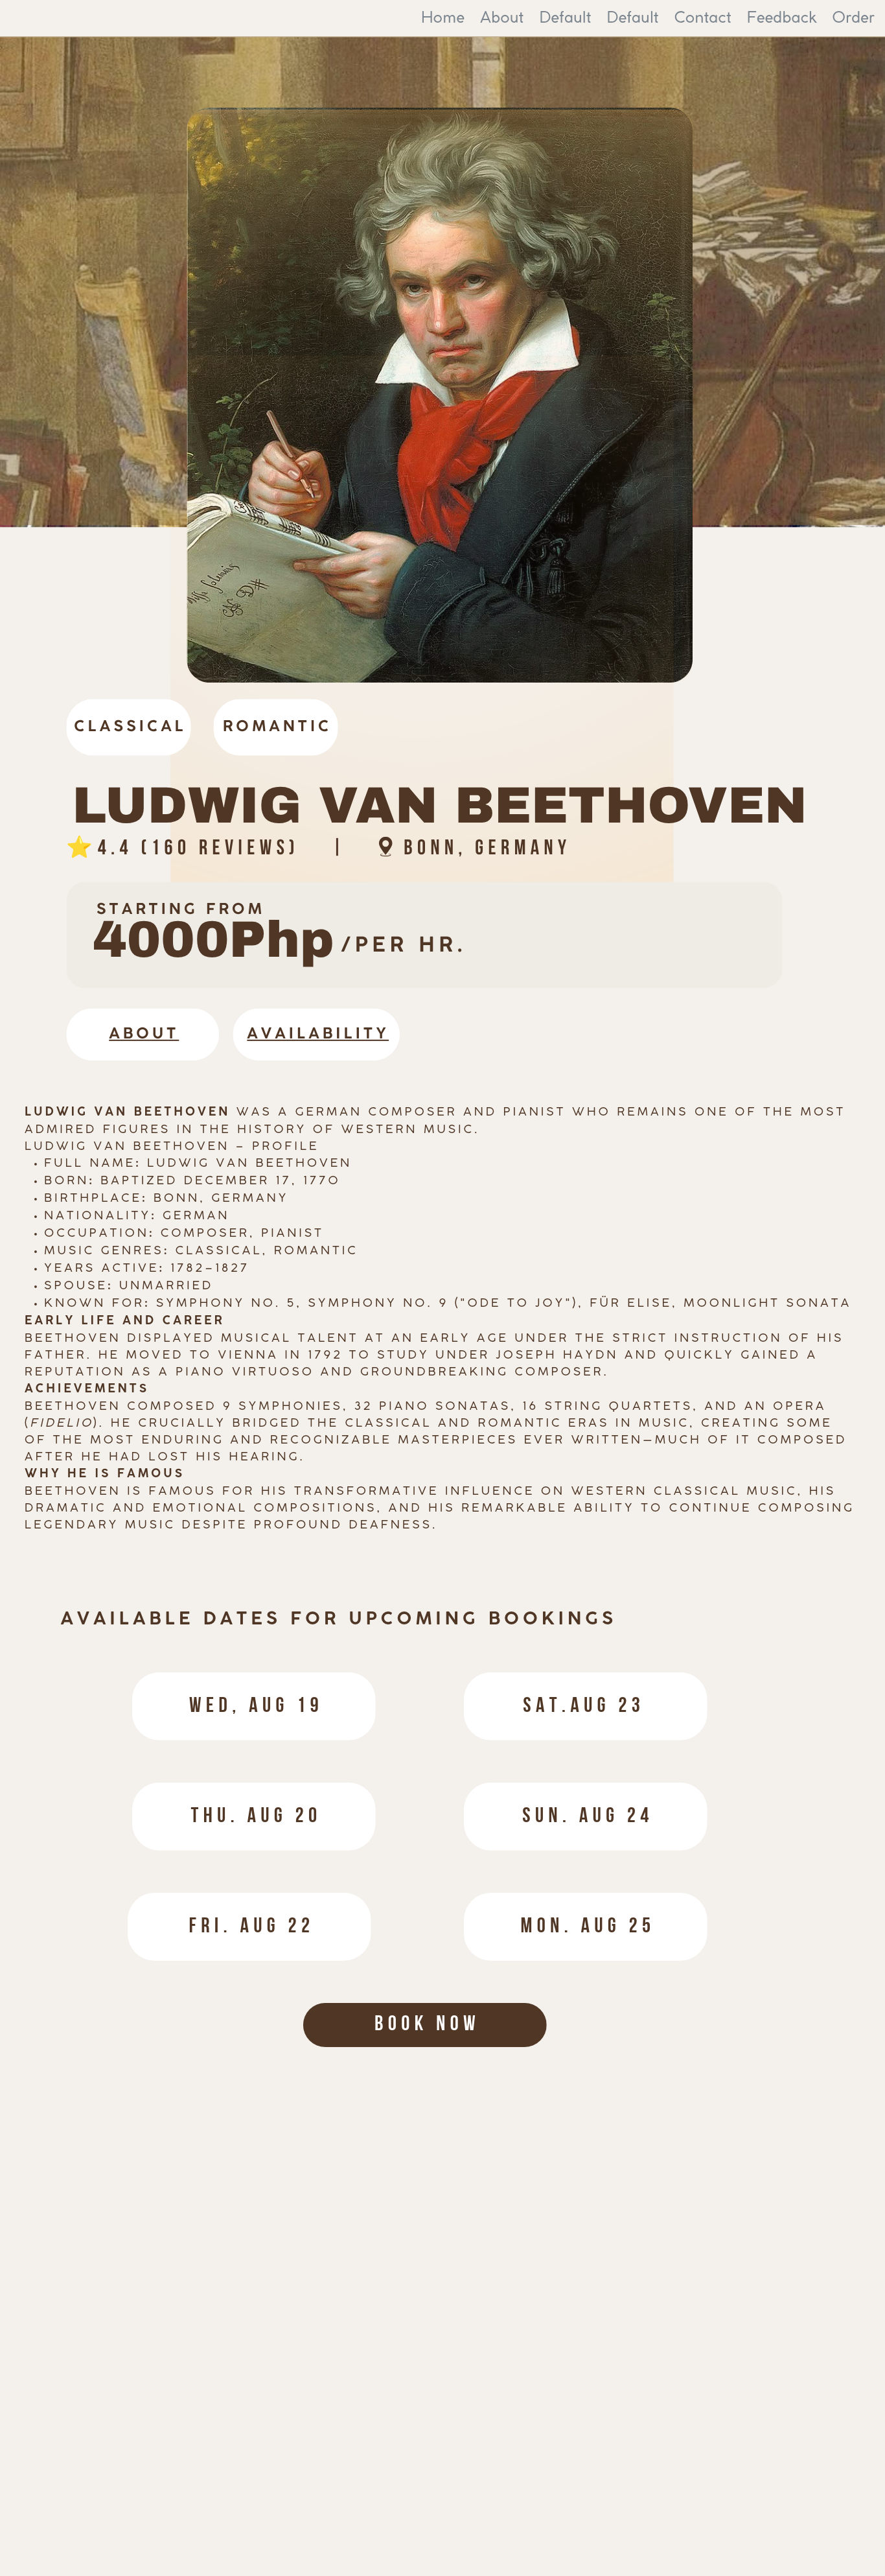 Home About Default Default Contact Feedback Order
CLASSICAL ROMANTIC
LUDWIG VAN BEETHOVEN
4.4 (160 REVIEWS) | BONN, GERMANY
STARTING FROM
4000Php /PER HR.
ABOUT AVAILABILITY
LUDWIG VAN BEETHOVEN WAS A GERMAN COMPOSER AND PIANIST WHO REMAINS ONE OF THE MOST
ADMIRED FIGURES IN THE HISTORY OF WESTERN MUSIC.
LUDWIG VAN BEETHOVEN – PROFILE
• FULL NAME: LUDWIG VAN BEETHOVEN
• BORN: BAPTIZED DECEMBER 17, 1770
• BIRTHPLACE: BONN, GERMANY
• NATIONALITY: GERMAN
• OCCUPATION: COMPOSER, PIANIST
• MUSIC GENRES: CLASSICAL, ROMANTIC
• YEARS ACTIVE: 1782–1827
• SPOUSE: UNMARRIED
• KNOWN FOR: SYMPHONY NO. 5, SYMPHONY NO. 9 ("ODE TO JOY"), FÜR ELISE, MOONLIGHT SONATA
EARLY LIFE AND CAREER
BEETHOVEN DISPLAYED MUSICAL TALENT AT AN EARLY AGE UNDER THE STRICT INSTRUCTION OF HIS
FATHER. HE MOVED TO VIENNA IN 1792 TO STUDY UNDER JOSEPH HAYDN AND QUICKLY GAINED A
REPUTATION AS A PIANO VIRTUOSO AND GROUNDBREAKING COMPOSER.
ACHIEVEMENTS
BEETHOVEN COMPOSED 9 SYMPHONIES, 32 PIANO SONATAS, 16 STRING QUARTETS, AND AN OPERA
(FIDELIO). HE CRUCIALLY BRIDGED THE CLASSICAL AND ROMANTIC ERAS IN MUSIC, CREATING SOME
OF THE MOST ENDURING AND RECOGNIZABLE MASTERPIECES EVER WRITTEN—MUCH OF IT COMPOSED
AFTER HE HAD LOST HIS HEARING.
WHY HE IS FAMOUS
BEETHOVEN IS FAMOUS FOR HIS TRANSFORMATIVE INFLUENCE ON WESTERN CLASSICAL MUSIC, HIS
DRAMATIC AND EMOTIONAL COMPOSITIONS, AND HIS REMARKABLE ABILITY TO CONTINUE COMPOSING
LEGENDARY MUSIC DESPITE PROFOUND DEAFNESS.
AVAILABLE DATES FOR UPCOMING BOOKINGS
WED, AUG 19 SAT.AUG 23
THU. AUG 20 SUN. AUG 24
FRI. AUG 22 MON. AUG 25
BOOK NOW